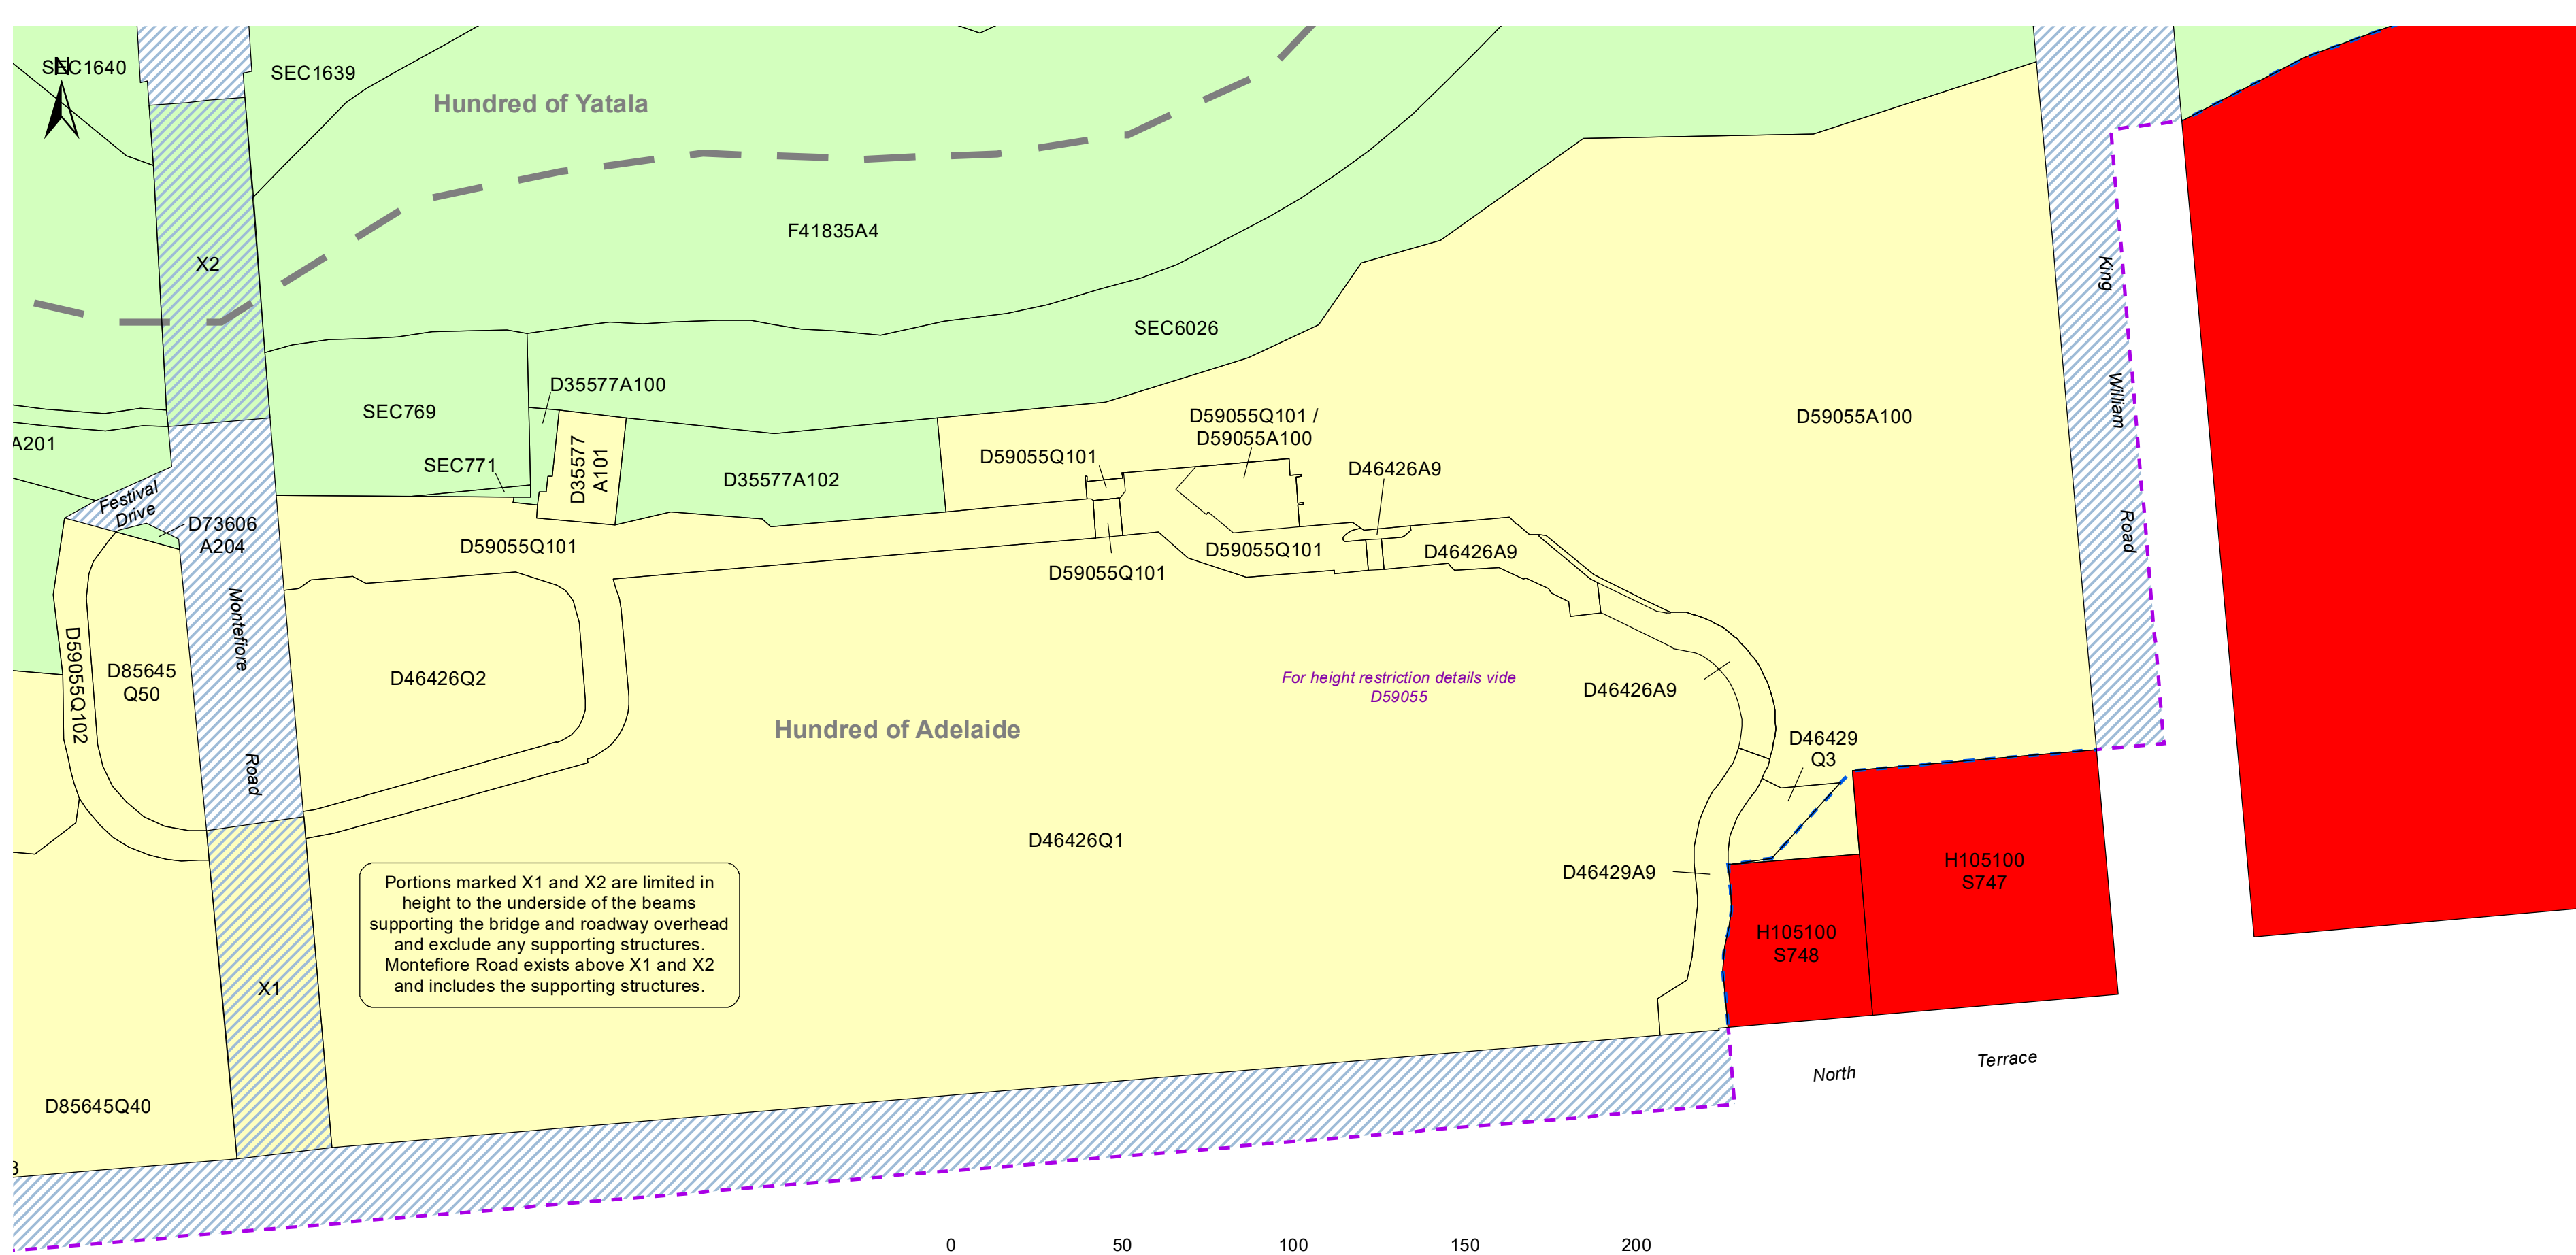 N
SEC1640
SEC1639
Hundred of Yatala
F41835A4
X2
King
William
Road
SEC6026
D35577A100
SEC769
A201
SEC771
D35577
A101
D35577A102
D59055Q101 /
D59055A100
D59055Q101
D46426A9
D59055A100
Festival
Drive
D73606
A204
D59055Q101
D59055Q101
D46426A9
D59055Q101
Montefiore
Road
D59055Q102
D85645
Q50
D46426Q2
For height restriction details vide
D59055
D46426A9
Hundred of Adelaide
D46429
Q3
D46426Q1
D46429A9
H105100
S747
H105100
S748
Portions marked X1 and X2 are limited in
height to the underside of the beams
supporting the bridge and roadway overhead
and exclude any supporting structures.
Montefiore Road exists above X1 and X2
and includes the supporting structures.
X1
North
Terrace
D85645Q40
0
50
100
150
200